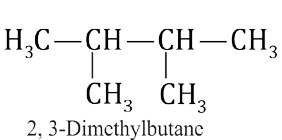 H₃C—CH—CH—CH₃
CH₃ CH₃
2, 3-Dimethylbutane